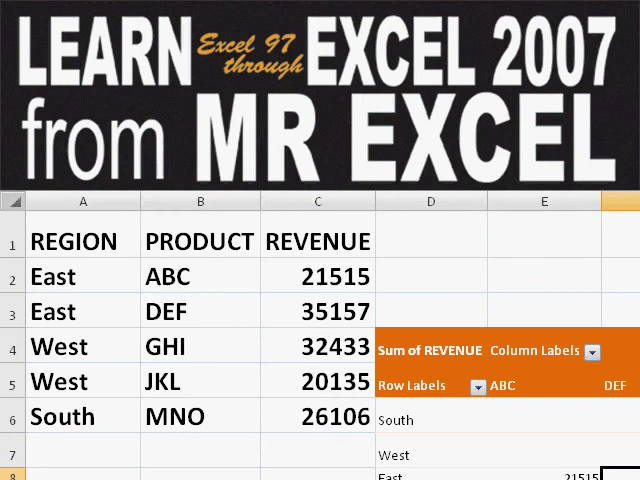 LEARN Excel 97 through EXCEL 2007
from MR EXCEL
A B C D E
1 REGION PRODUCT REVENUE
2 East ABC 21515
3 East DEF 35157
4 West GHI 32433 Sum of REVENUE Column Labels
5 West JKL 20135 Row Labels ABC DEF
6 South MNO 26106 South
7 West
8 East 21515